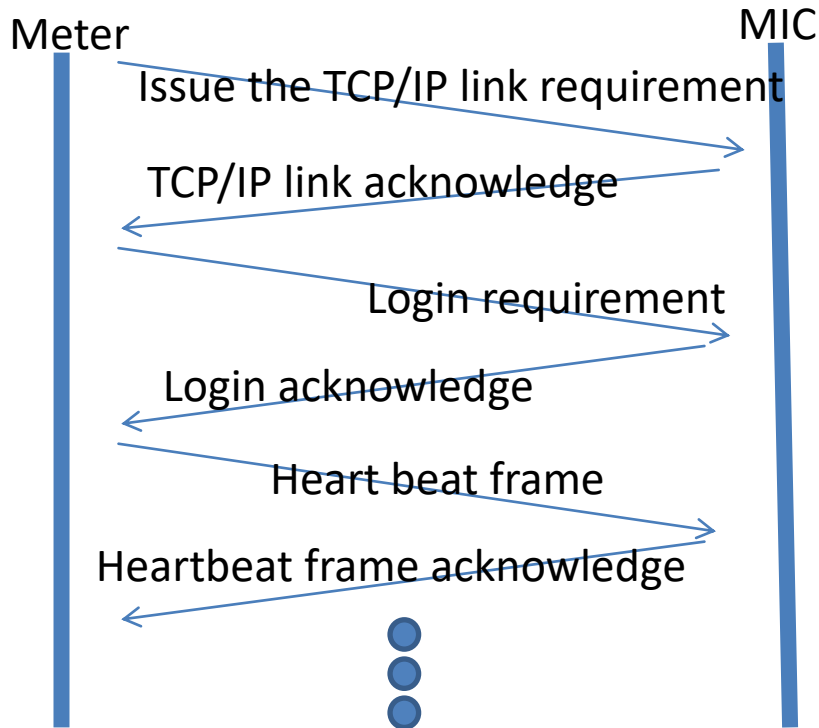 Meter
MIC
Issue the TCP/IP link requirement
TCP/IP link acknowledge
Login requirement
Login acknowledge
Heart beat frame
Heartbeat frame acknowledge